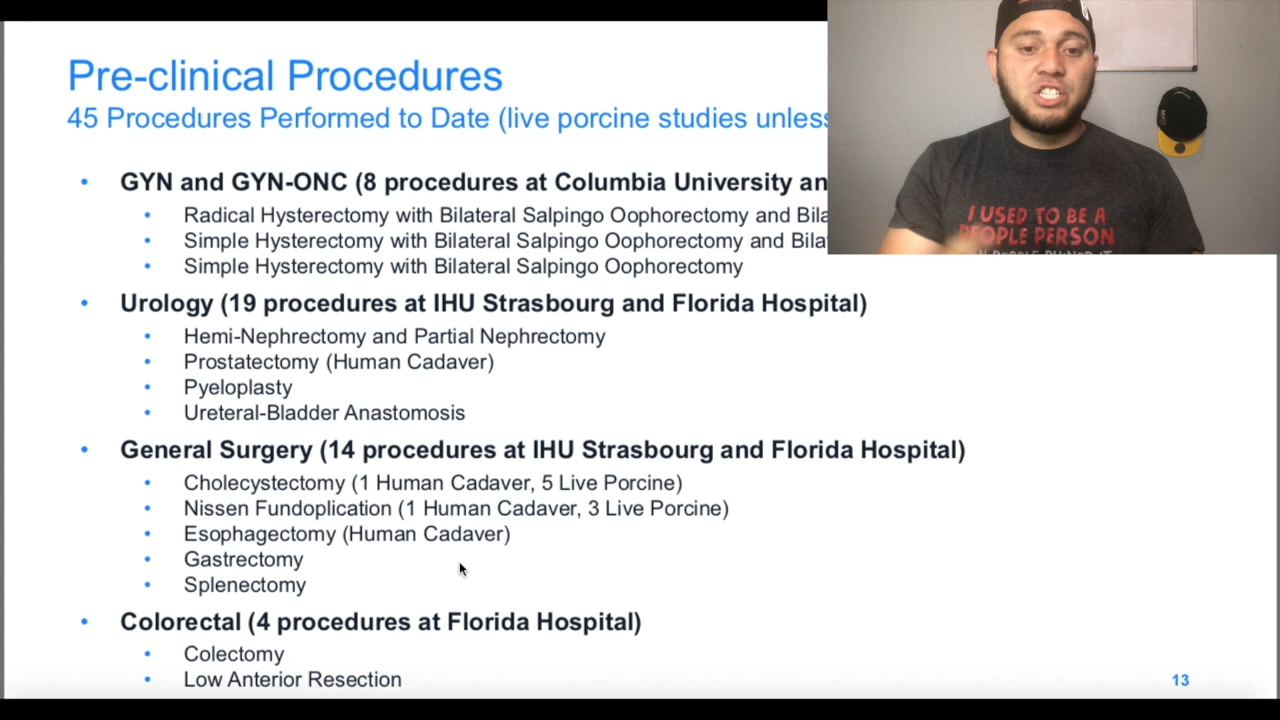 Pre-clinical Procedures
45 Procedures Performed to Date (live porcine studies unless
• GYN and GYN-ONC (8 procedures at Columbia University an
• Radical Hysterectomy with Bilateral Salpingo Oophorectomy and
• Simple Hysterectomy with Bilateral Salpingo Oophorectomy and
• Simple Hysterectomy with Bilateral Salpingo Oophorectomy
• Urology (19 procedures at IHU Strasbourg and Florida Hospital)
• Hemi-Nephrectomy and Partial Nephrectomy
• Prostatectomy (Human Cadaver)
• Pyeloplasty
• Ureteral-Bladder Anastomosis
• General Surgery (14 procedures at IHU Strasbourg and Florida Hospital)
• Cholecystectomy (1 Human Cadaver, 5 Live Porcine)
• Nissen Fundoplication (1 Human Cadaver, 3 Live Porcine)
• Esophagectomy (Human Cadaver)
• Gastrectomy
• Splenectomy
• Colorectal (4 procedures at Florida Hospital)
• Colectomy
• Low Anterior Resection
13
I USED TO BE A
PEOPLE PERSON